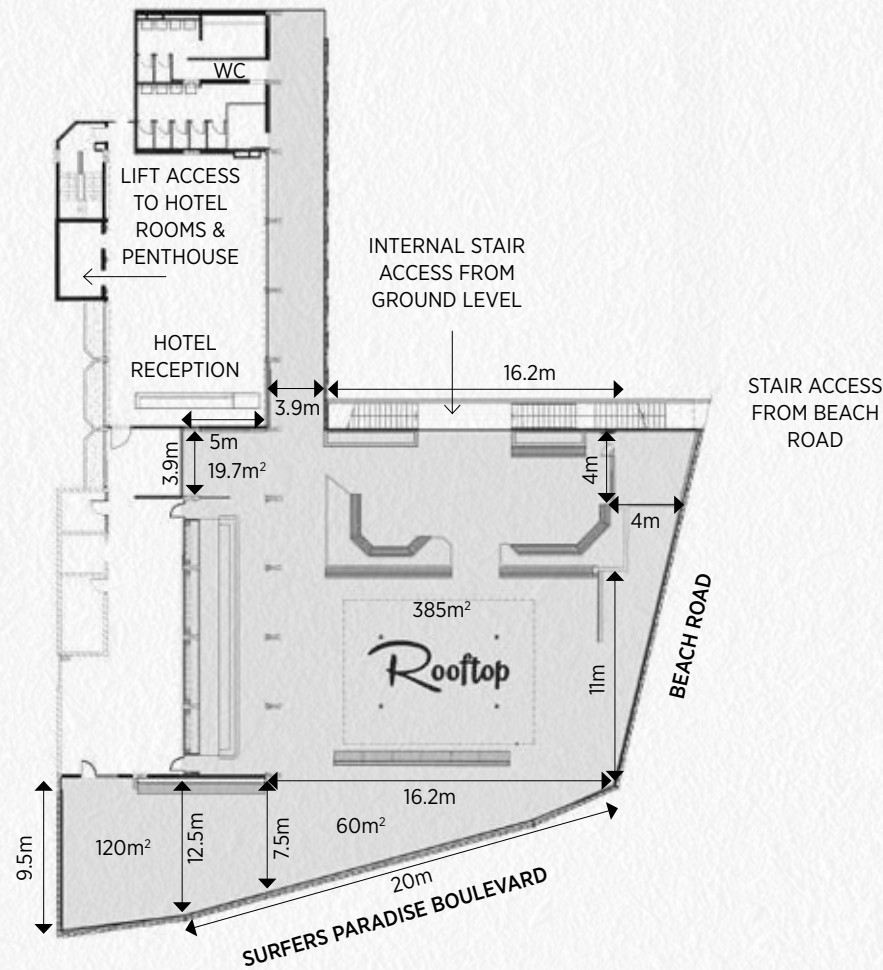 WC
LIFT ACCESS
TO HOTEL
ROOMS &
PENTHOUSE
INTERNAL STAIR
ACCESS FROM
GROUND LEVEL
HOTEL
RECEPTION
16.2m
3.9m
STAIR ACCESS
FROM BEACH
ROAD
5m
3.9m
19.7m²
4m
4m
385m²
Rooftop
11m
BEACH ROAD
16.2m
9.5m
120m²
12.5m
7.5m
60m²
20m
SURFERS PARADISE BOULEVARD